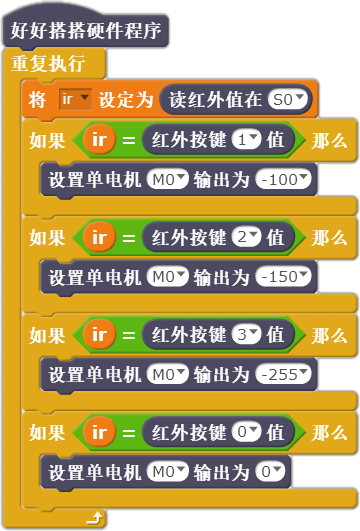 好好搭搭硬件程序
重复执行
将 ir 设定为 读红外值在 S0
如果 ir = 红外按键 1 值 那么
设置单电机 M0 输出为 -100
如果 ir = 红外按键 2 值 那么
设置单电机 M0 输出为 -150
如果 ir = 红外按键 3 值 那么
设置单电机 M0 输出为 -255
如果 ir = 红外按键 0 值 那么
设置单电机 M0 输出为 0